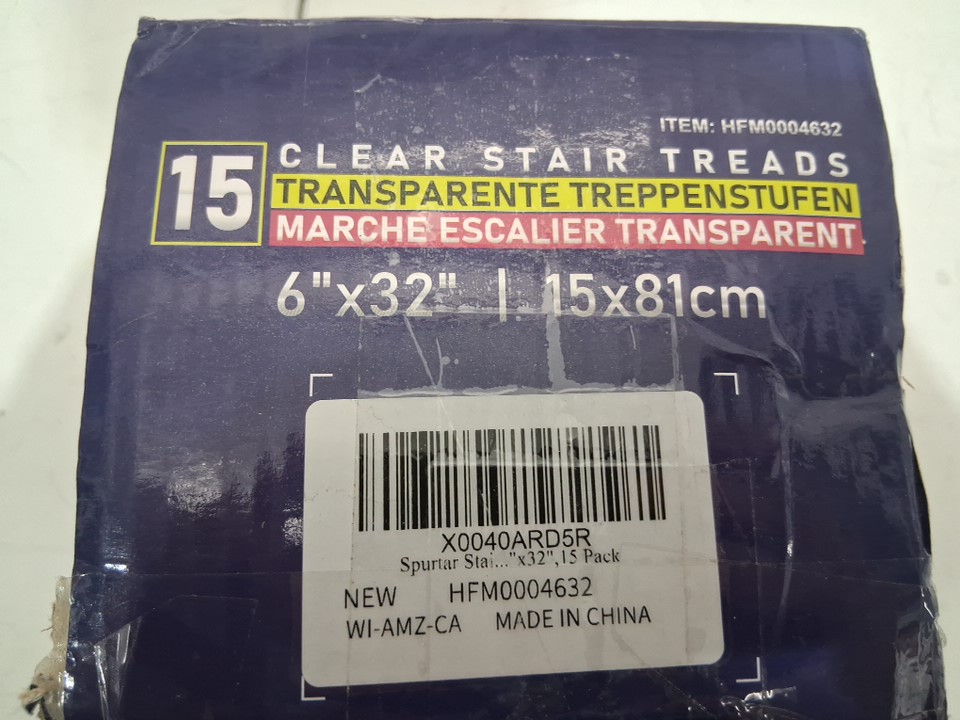 ITEM: HFM0004632
15
CLEAR STAIR TREADS
TRANSPARENTE TREPPENSTUFEN
MARCHE ESCALIER TRANSPARENT
6"x32" | 15x81cm
X0040ARD5R
Spurtar Stai..."x32",15 Pack
NEW HFM0004632
WI-AMZ-CA MADE IN CHINA